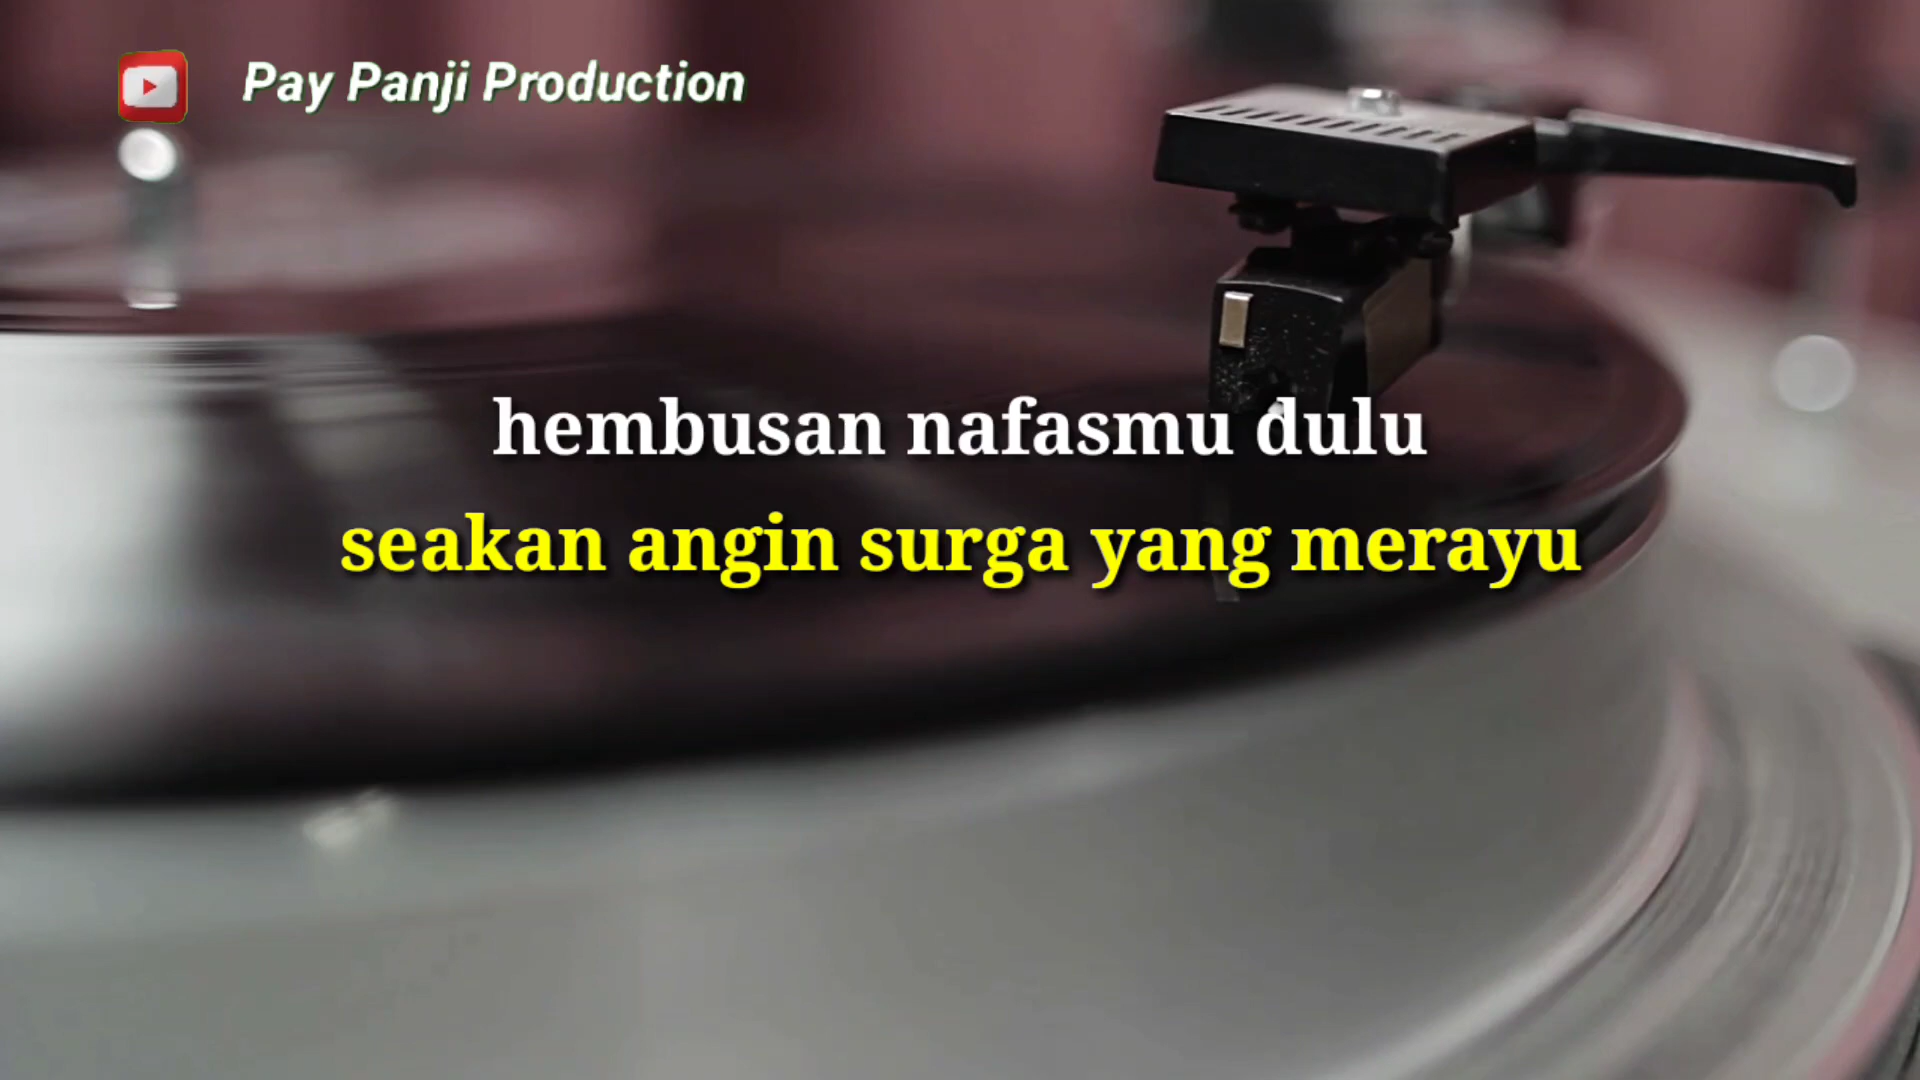 Pay Panji Production
hembusan nafasmu dulu
seakan angin surga yang merayu